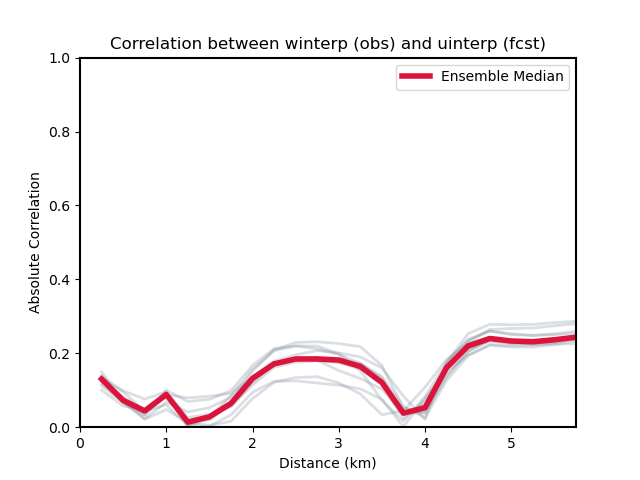 Correlation between winterp (obs) and uinterp (fcst)
Ensemble Median
Absolute Correlation
1.0
0.8
0.6
0.4
0.2
0.0
0 1 2 3 4 5
Distance (km)